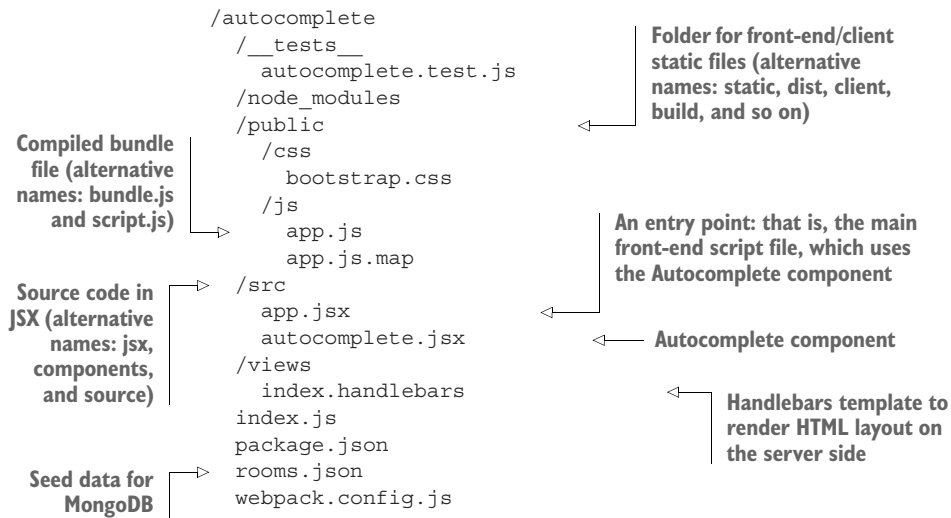 /autocomplete
/__tests__
autocomplete.test.js
/node_modules
/public
/css
bootstrap.css
/js
app.js
app.js.map
/src
app.jsx
autocomplete.jsx
/views
index.handlebars
index.js
package.json
rooms.json
webpack.config.js
Compiled bundle
file (alternative
names: bundle.js
and script.js)
Source code in
JSX (alternative
names: jsx,
components,
and source)
Seed data for
MongoDB
Folder for front-end/client
static files (alternative
names: static, dist, client,
build, and so on)
An entry point: that is, the main
front-end script file, which uses
the Autocomplete component
Autocomplete component
Handlebars template to
render HTML layout on
the server side